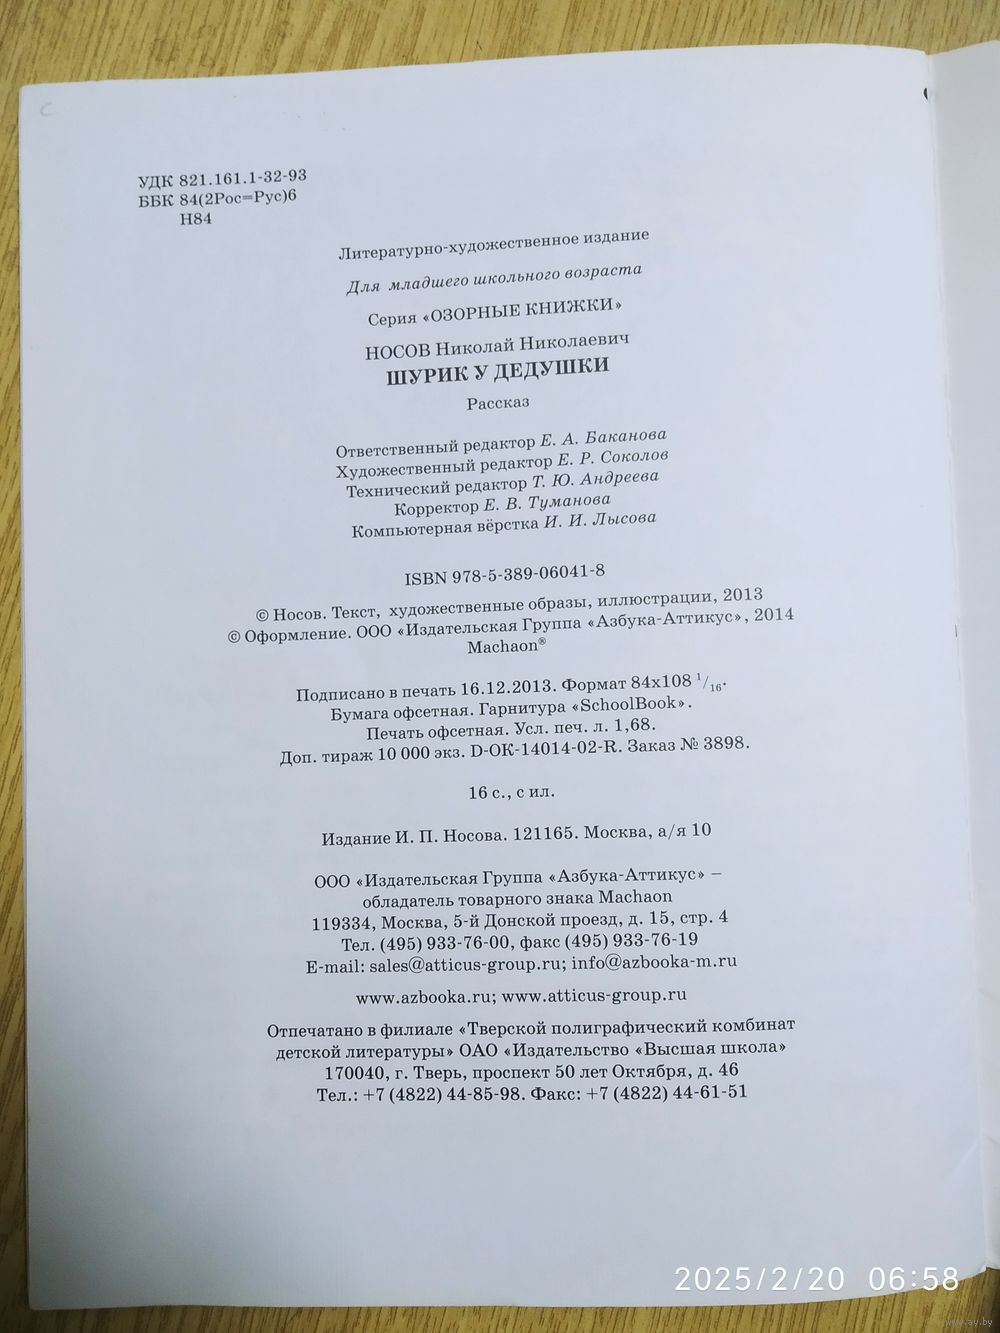 УДК 821.161.1-32-93
ББК 84(2Рос=Рус)6
Н84
Литературно-художественное издание
Для младшего школьного возраста
Серия «ОЗОРНЫЕ КНИЖКИ»
НОСОВ Николай Николаевич
ШУРИК У ДЕДУШКИ
Рассказ
Ответственный редактор Е. А. Баканова
Художественный редактор Е. Р. Соколов
Технический редактор Т. Ю. Андреева
Корректор Е. В. Туманова
Компьютерная вёрстка И. И. Лысова
ISBN 978-5-389-06041-8
© Носов. Текст, художественные образы, иллюстрации, 2013
© Оформление. ООО «Издательская Группа «Азбука-Аттикус», 2014
Machaon®
Подписано в печать 16.12.2013. Формат 84х108 1/16.
Бумага офсетная. Гарнитура «SchoolBook».
Печать офсетная. Усл. печ. л. 1,68.
Доп. тираж 10 000 экз. D-OK-14014-02-R. Заказ № 3898.
16 с., с ил.
Издание И. П. Носова. 121165. Москва, а/я 10
ООО «Издательская Группа «Азбука-Аттикус» –
обладатель товарного знака Machaon
119334, Москва, 5-й Донской проезд, д. 15, стр. 4
Тел. (495) 933-76-00, факс (495) 933-76-19
E-mail: sales@atticus-group.ru; info@azbooka-m.ru
www.azbooka.ru; www.atticus-group.ru
Отпечатано в филиале «Тверской полиграфический комбинат
детской литературы» ОАО «Издательство «Высшая школа»
170040, г. Тверь, проспект 50 лет Октября, д. 46
Тел.: +7 (4822) 44-85-98. Факс: +7 (4822) 44-61-51
2025/2/20 06:58
www.ay.by